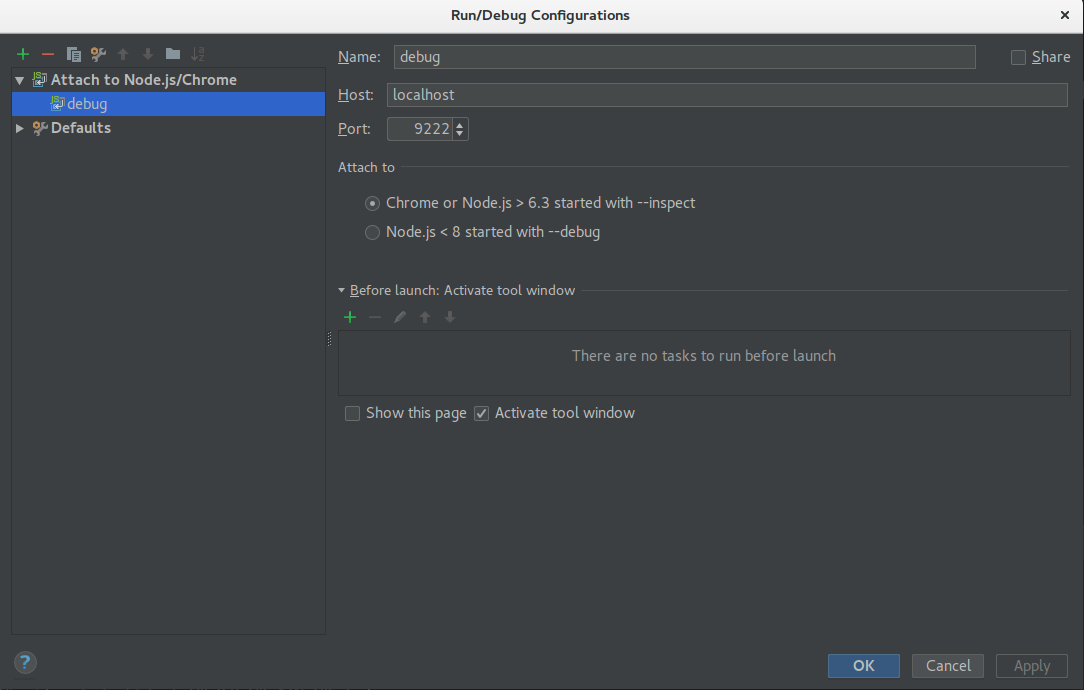 Run/Debug Configurations
Attach to Node.js/Chrome
debug
Defaults
Name: debug Share
Host: localhost
Port: 9222
Attach to
Chrome or Node.js > 6.3 started with --inspect
Node.js < 8 started with --debug
Before launch: Activate tool window
There are no tasks to run before launch
Show this page Activate tool window
? OK Cancel Apply